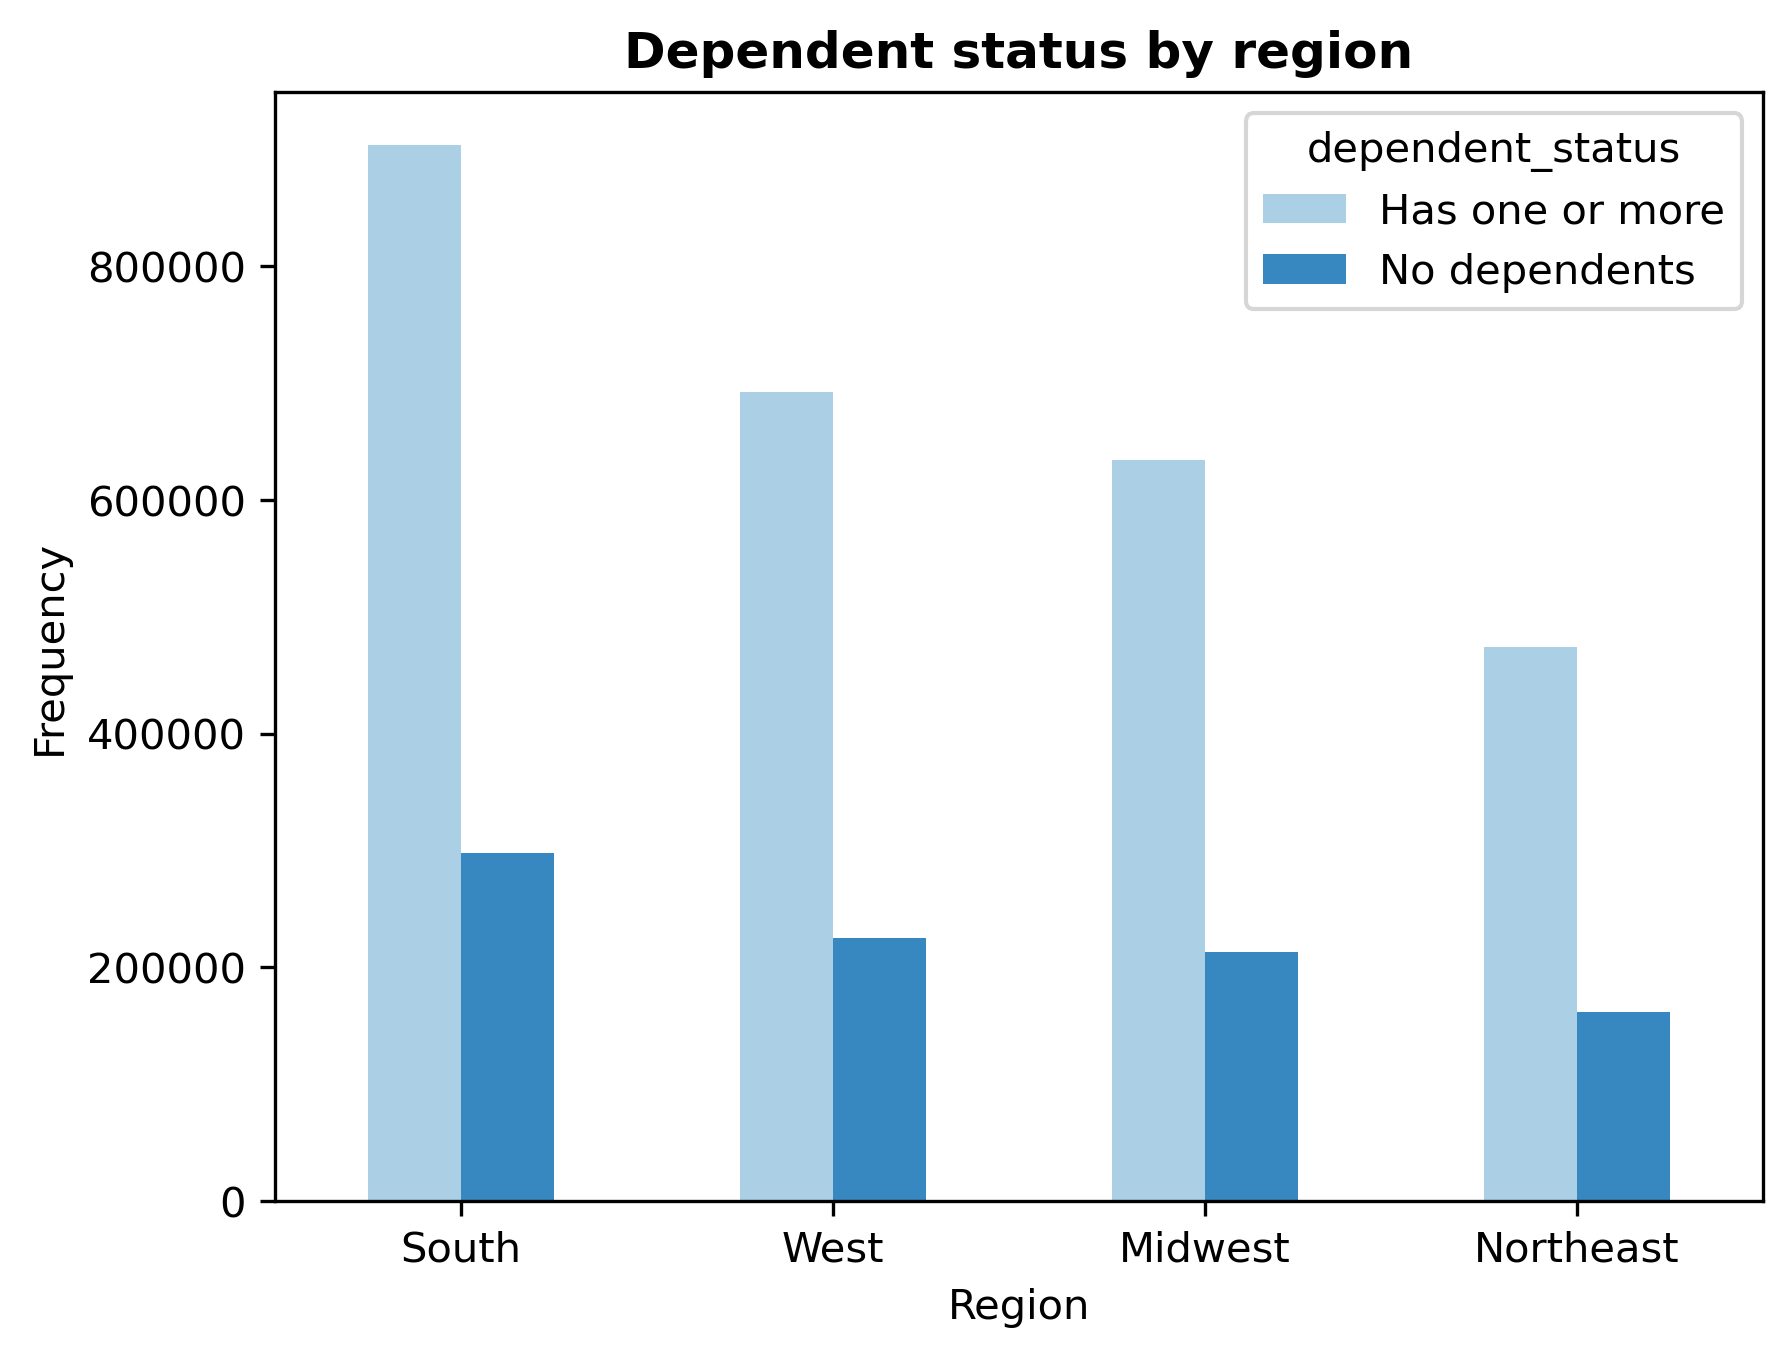 Dependent status by region
dependent_status
Has one or more
No dependents
800000
600000
400000
200000
0
Frequency
South
West
Midwest
Northeast
Region